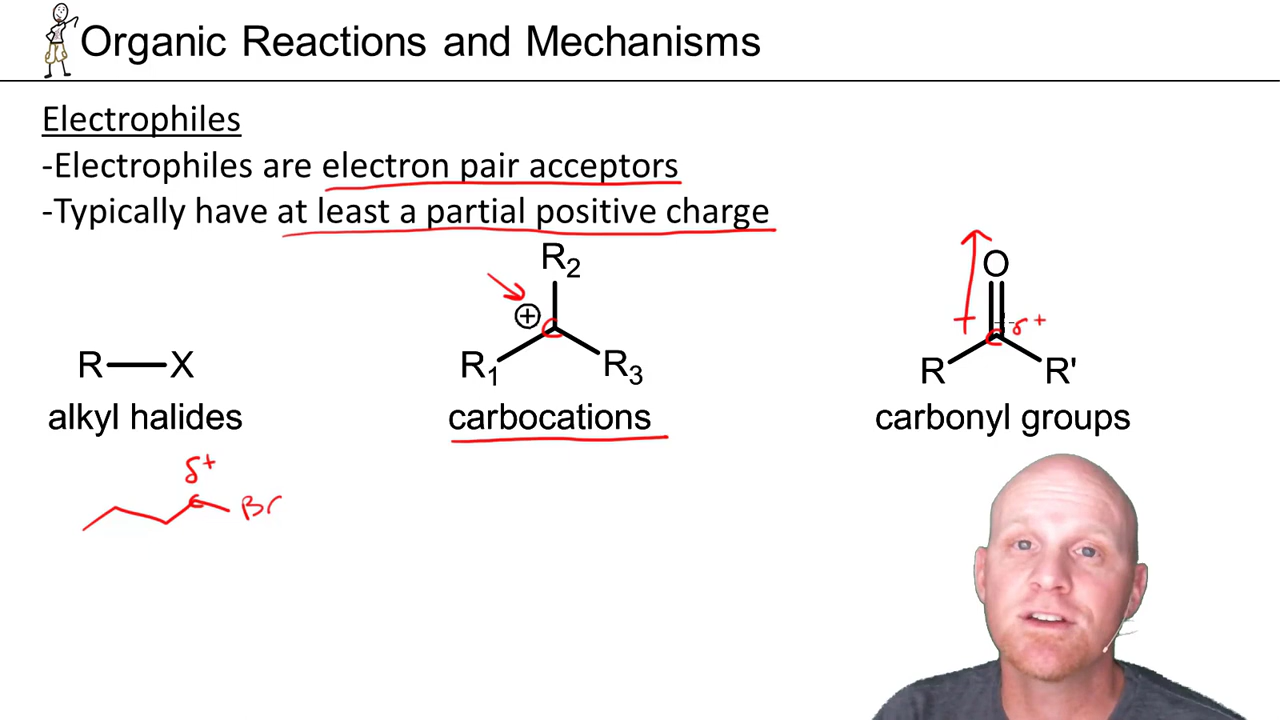 Organic Reactions and Mechanisms
Electrophiles
-Electrophiles are electron pair acceptors
-Typically have at least a partial positive charge
R—X
alkyl halides
δ+
Br
R2
+
R1
R3
carbocations
O
δ+
R
R'
carbonyl groups